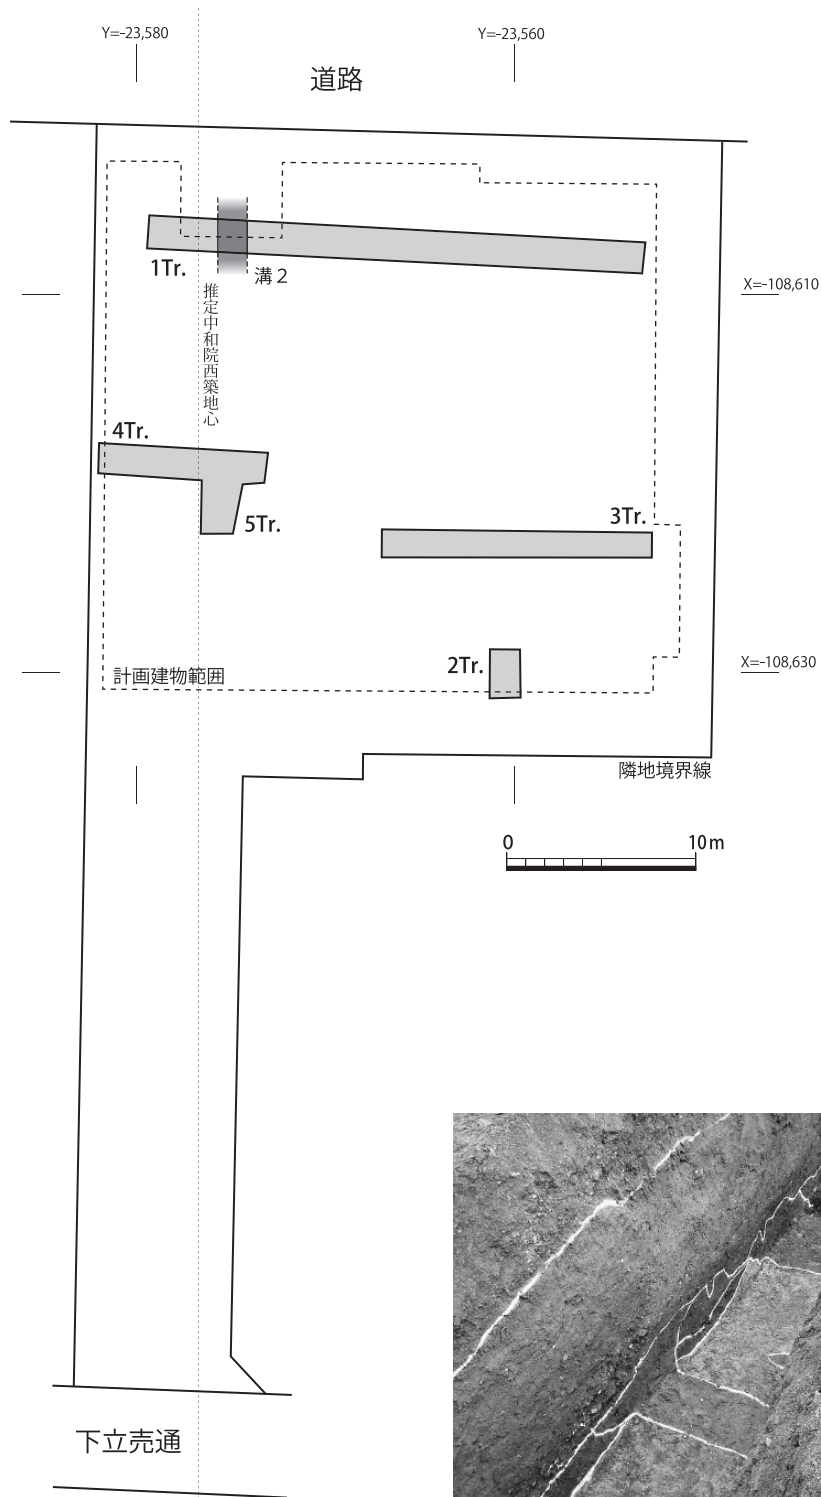 Y=-23,580
Y=-23,560
道路
1Tr.
溝2
X=-108,610
推定中和院西築地心
4Tr.
5Tr.
3Tr.
2Tr.
X=-108,630
計画建物範囲
隣地境界線
0
10m
下立売通